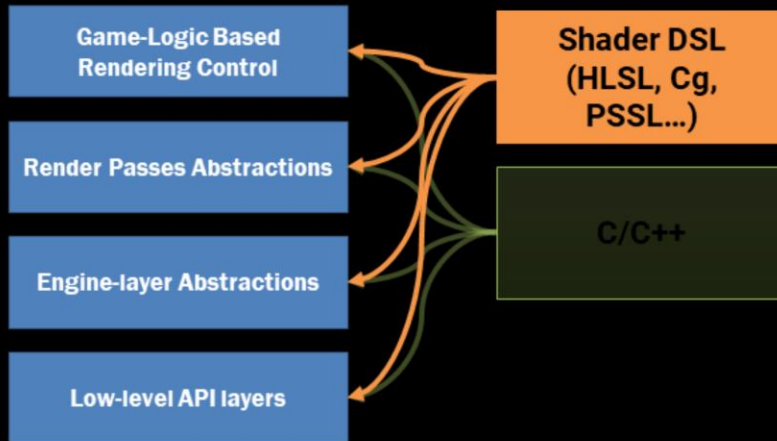 Game-Logic Based
Rendering Control
Render Passes Abstractions
Engine-layer Abstractions
Low-level API layers
Shader DSL
(HLSL, Cg,
PSSL...)
C/C++